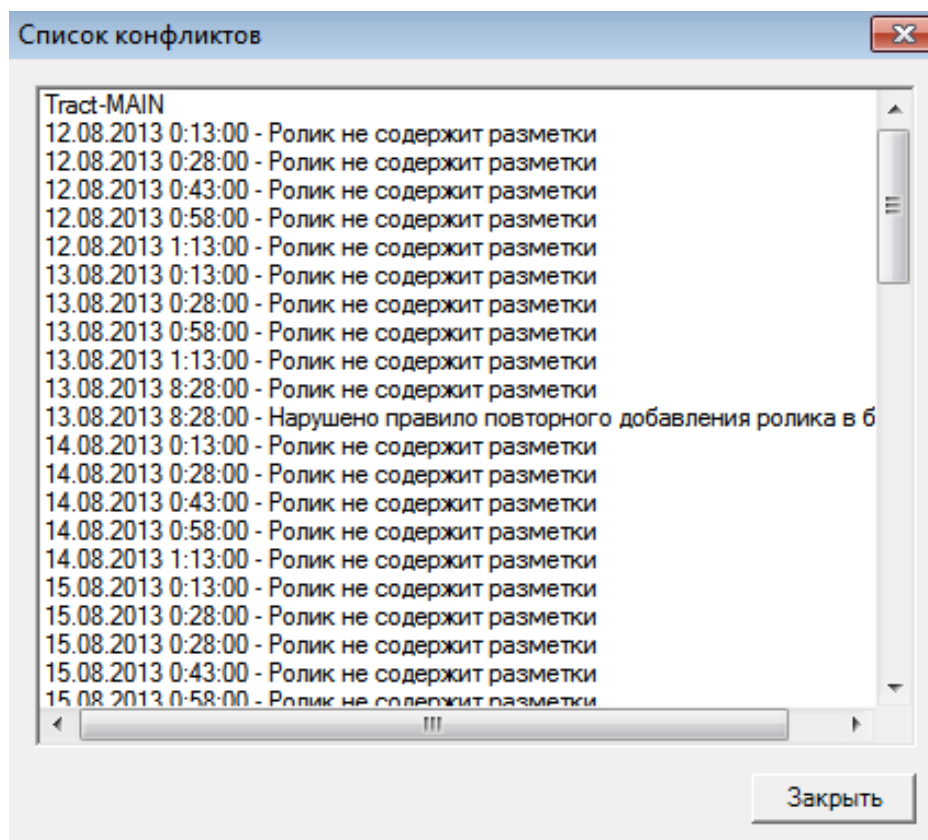 Список конфликтов
Tract-MAIN
12.08.2013 0:13:00 - Ролик не содержит разметки
12.08.2013 0:28:00 - Ролик не содержит разметки
12.08.2013 0:43:00 - Ролик не содержит разметки
12.08.2013 0:58:00 - Ролик не содержит разметки
12.08.2013 1:13:00 - Ролик не содержит разметки
13.08.2013 0:13:00 - Ролик не содержит разметки
13.08.2013 0:28:00 - Ролик не содержит разметки
13.08.2013 0:58:00 - Ролик не содержит разметки
13.08.2013 1:13:00 - Ролик не содержит разметки
13.08.2013 8:28:00 - Ролик не содержит разметки
13.08.2013 8:28:00 - Нарушено правило повторного добавления ролика в б
14.08.2013 0:13:00 - Ролик не содержит разметки
14.08.2013 0:28:00 - Ролик не содержит разметки
14.08.2013 0:43:00 - Ролик не содержит разметки
14.08.2013 0:58:00 - Ролик не содержит разметки
14.08.2013 1:13:00 - Ролик не содержит разметки
15.08.2013 0:13:00 - Ролик не содержит разметки
15.08.2013 0:28:00 - Ролик не содержит разметки
15.08.2013 0:28:00 - Ролик не содержит разметки
15.08.2013 0:43:00 - Ролик не содержит разметки
15.08.2013 0:58:00 - Ролик не содержит разметки
Закрыть